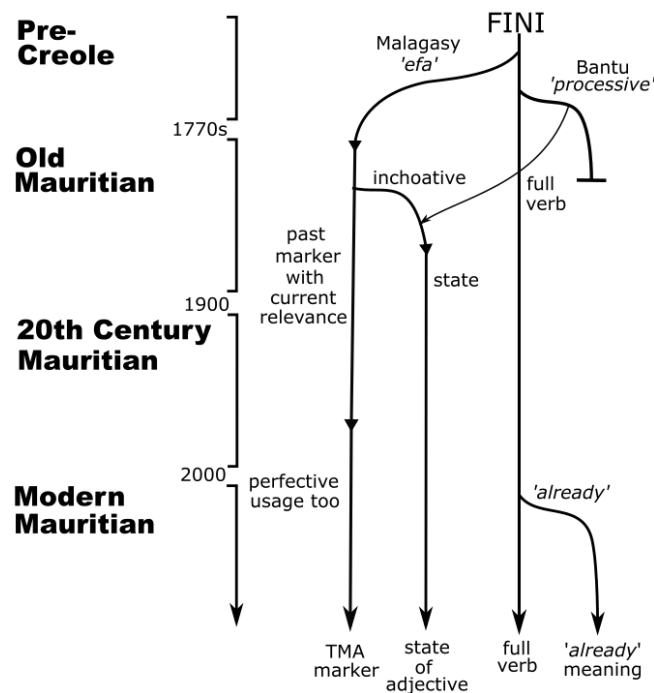 Pre-
Creole
FINI
Malagasy
'efa'
Bantu
'processive'
1770s
Old
Mauritian
inchoative
full
verb
past
marker
with
current
relevance
state
1900
20th Century
Mauritian
2000
perfective
usage too
Modern
Mauritian
'already'
TMA
marker
state
of
adjective
full
verb
'already'
meaning